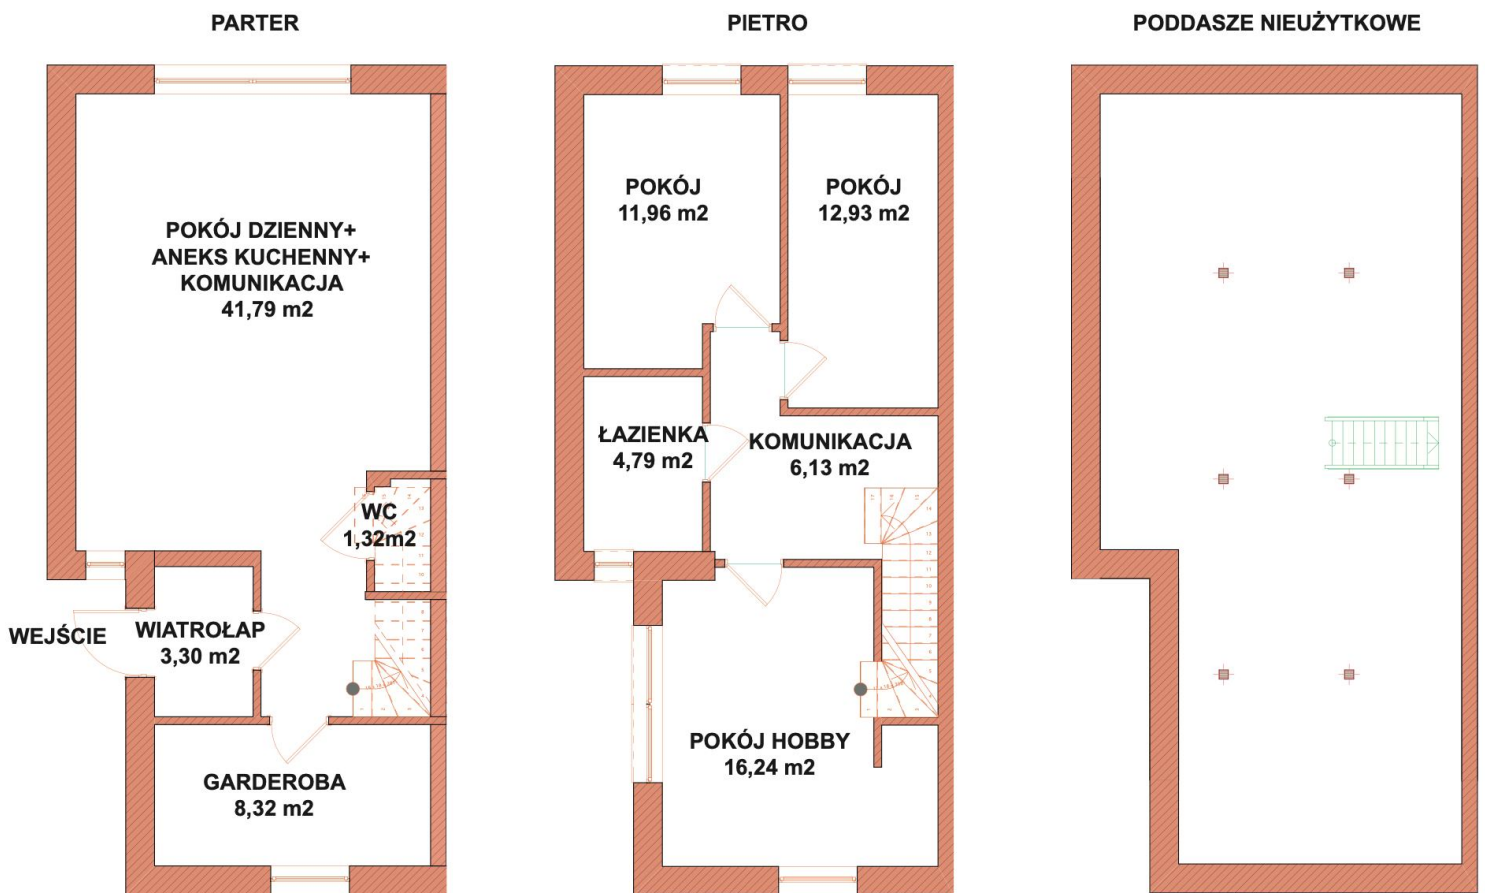 PARTER
POKÓJ DZIENNY+
ANEKS KUCHENNY+
KOMUNIKACJA
41,79 m2
WC
1,32m2
WEJŚCIE
WIATROŁAP
3,30 m2
GARDEROBA
8,32 m2
PIETRO
POKÓJ
11,96 m2
POKÓJ
12,93 m2
ŁAZIENKA
4,79 m2
KOMUNIKACJA
6,13 m2
POKÓJ HOBBY
16,24 m2
PODDASZE NIEUŻYTKOWE